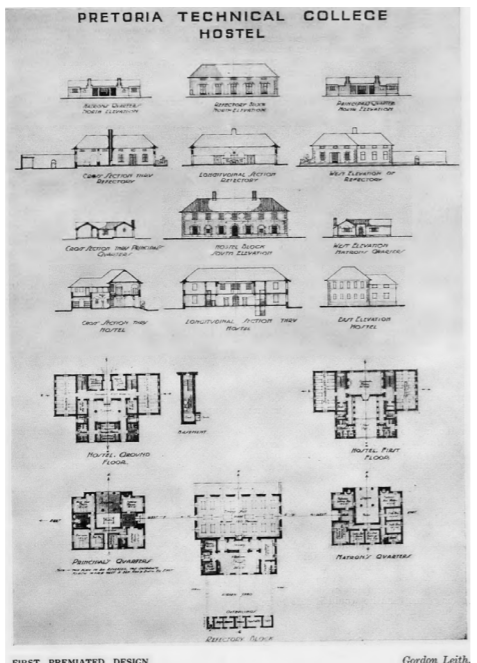 PRETORIA TECHNICAL COLLEGE
HOSTEL
MATRONS QUARTERS
NORTH ELEVATION
REFECTORY BLOCK
NORTH ELEVATION
PRINCIPAL'S QUARTERS
NORTH ELEVATION
CROSS SECTION THRU
REFECTORY
LONGITUDINAL SECTION
REFECTORY
WEST ELEVATION OF
REFECTORY
CROSS SECTION THRU PRINCIPAL'S
QUARTERS
HOSTEL BLOCK
SOUTH ELEVATION
WEST ELEVATION
MATRON'S QUARTERS
CROSS SECTION THRU
HOSTEL
LONGITUDINAL SECTION THRU
HOSTEL
EAST ELEVATION
HOSTEL
BASEMENT
HOSTEL GROUND
FLOOR
HOSTEL FIRST
FLOOR
PRINCIPAL'S QUARTERS
MATRON'S QUARTERS
REFECTORY BLOCK
FIRST PREMIATED DESIGN
Gordon Leith.